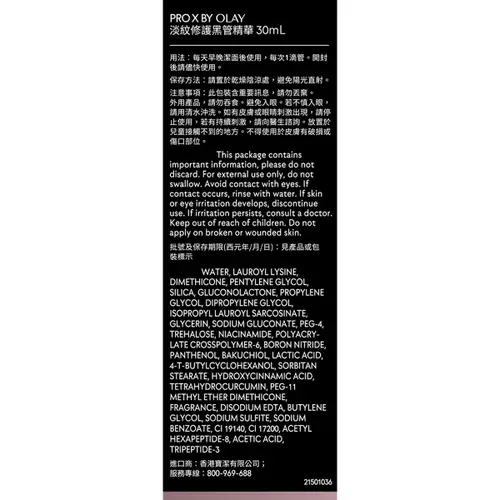 PRO X BY OLAY
淡紋修護黑管精華 30mL
用法：每天早晚潔面後使用，每次1滴管。開封
後請儘快使用。
保存方法：請置於乾燥陰涼處，避免陽光直射。
注意事項：此包裝含重要訊息，請勿丟棄。
外用產品，請勿吞食。避免入眼。若不慎入眼，
請用清水沖洗。如有皮膚或眼睛刺激出現，請停
止使用，若有持續刺激，請向醫生諮詢。放置於
兒童接觸不到的地方。不得使用於皮膚有破損或
傷口部位。
This package contains
important information, please do not
discard. For external use only, do not
swallow. Avoid contact with eyes. If
contact occurs, rinse with water. If skin
or eye irritation develops, discontinue
use. If irritation persists, consult a doctor.
Keep out of reach of children. Do not
apply on broken or wounded skin.
批號及保存期限(西元年/月/日)：見產品或包
裝標示
WATER, LAUROYL LYSINE,
DIMETHICONE, PENTYLENE GLYCOL,
SILICA, GLUCONOLACTONE, PROPYLENE
GLYCOL, DIPROPYLENE GLYCOL,
ISOPROPYL LAUROYL SARCOSINATE,
GLYCERIN, SODIUM GLUCONATE, PEG-4,
TREHALOSE, NIACINAMIDE, POLYACRY-
LATE CROSSPOLYMER-6, BORON NITRIDE,
PANTHENOL, BAKUCHIOL, LACTIC ACID,
4-T-BUTYLCYCLOHEXANOL, SORBITAN
STEARATE, HYDROXYCINNAMIC ACID,
TETRAHYDROCURCUMIN, PEG-11
METHYL ETHER DIMETHICONE,
FRAGRANCE, DISODIUM EDTA, BUTYLENE
GLYCOL, SODIUM SULFITE, SODIUM
BENZOATE, CI 19140, CI 17200, ACETYL
HEXAPEPTIDE-8, ACETIC ACID,
TRIPEPTIDE-3
進口商：香港寶潔有限公司；
服務專線：800-969-688
21501036